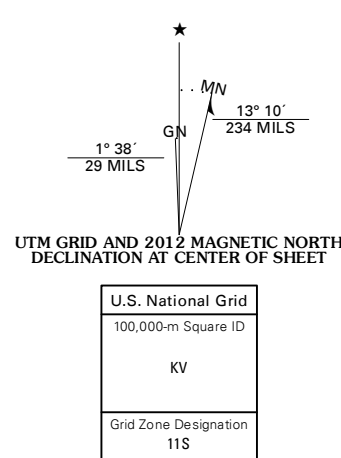 ★
MN
GN
13° 10´
234 MILS
1° 38´
29 MILS
UTM GRID AND 2012 MAGNETIC NORTH
DECLINATION AT CENTER OF SHEET
U.S. National Grid
100,000-m Square ID
KV
Grid Zone Designation
11S